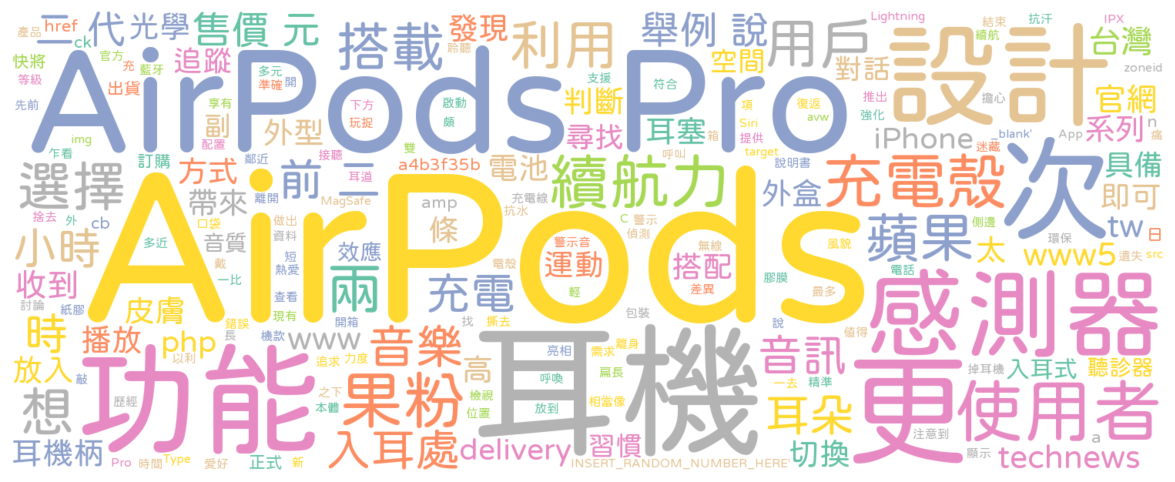 產品 href 二代 光學 售價 元 搭載 發現 利用 舉例 說 用戶 Lightning 結束 抗汗 IPX
官方 ck 快將 追蹤 聆聽 空間 對話 續航 台灣 zoneid
等級 充 藍牙 多元 開 準確 支援 符合 判斷 設計 官網
先前 出貨 享有 副 AirPods Pro 下方 玩捉 啟動 頗 尋找 耳塞 項 復返 avw 推出 強化 擔心 系列 n
img 乍看 配置 外型 接聽 雙 箱 提供 Siri iPhone _blank' App 痛
選擇 訂購 鄰近 方式 前 三 耳道 a4b3f35b 電池 續航力 呼叫 target 說明書 迷藏 具備
離開 帶來 MagSafe 充電線 外盒 充電殼 次 即可
捨去 外 cb 口袋 做出 amp 抗水 條 C 警示 偵測 無線 風貌 蘋果 側邊 tw 日
小時 多近 音質 資料 效應 AirPods 警示音 環保 太 www5 遺失 src
戴 短 熱愛 電殼 運動 搭配 膠膜 電話
收到 一比 查看 兩 充電 輕 差異 最多 感測器
討論 紙膠 皮膚 錯誤 現有 開箱 找 撕去 包裝 說 值得
時 播放 php 長 機款 www 音樂 亮相 需求 離身 音訊
放入 敲 以利 追求 力度 高 檢視 呼喚 扁長 一去 精準 掉耳機 入耳式 聽診器
想 歷經 功能 之下 本體 果粉 位置 放到 耳機 相當像 耳朵 更 使用者
耳機柄 Pro 時間 Type 愛好 正式 新 入耳處 delivery 習慣 切換 注意到 顯示 a technews
INSERT_RANDOM_NUMBER_HERE